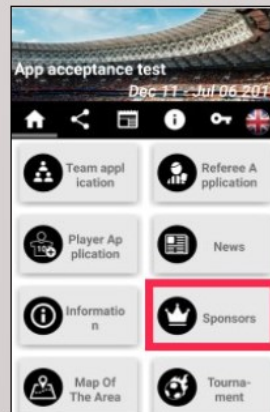 App acceptance test
Dec 11 - Jul 06 201
Team appl
ication
Referee A
pplication
Player Ap
plication
News
Informatio
n
Sponsors
Map Of
The Area
Tourna-
ment